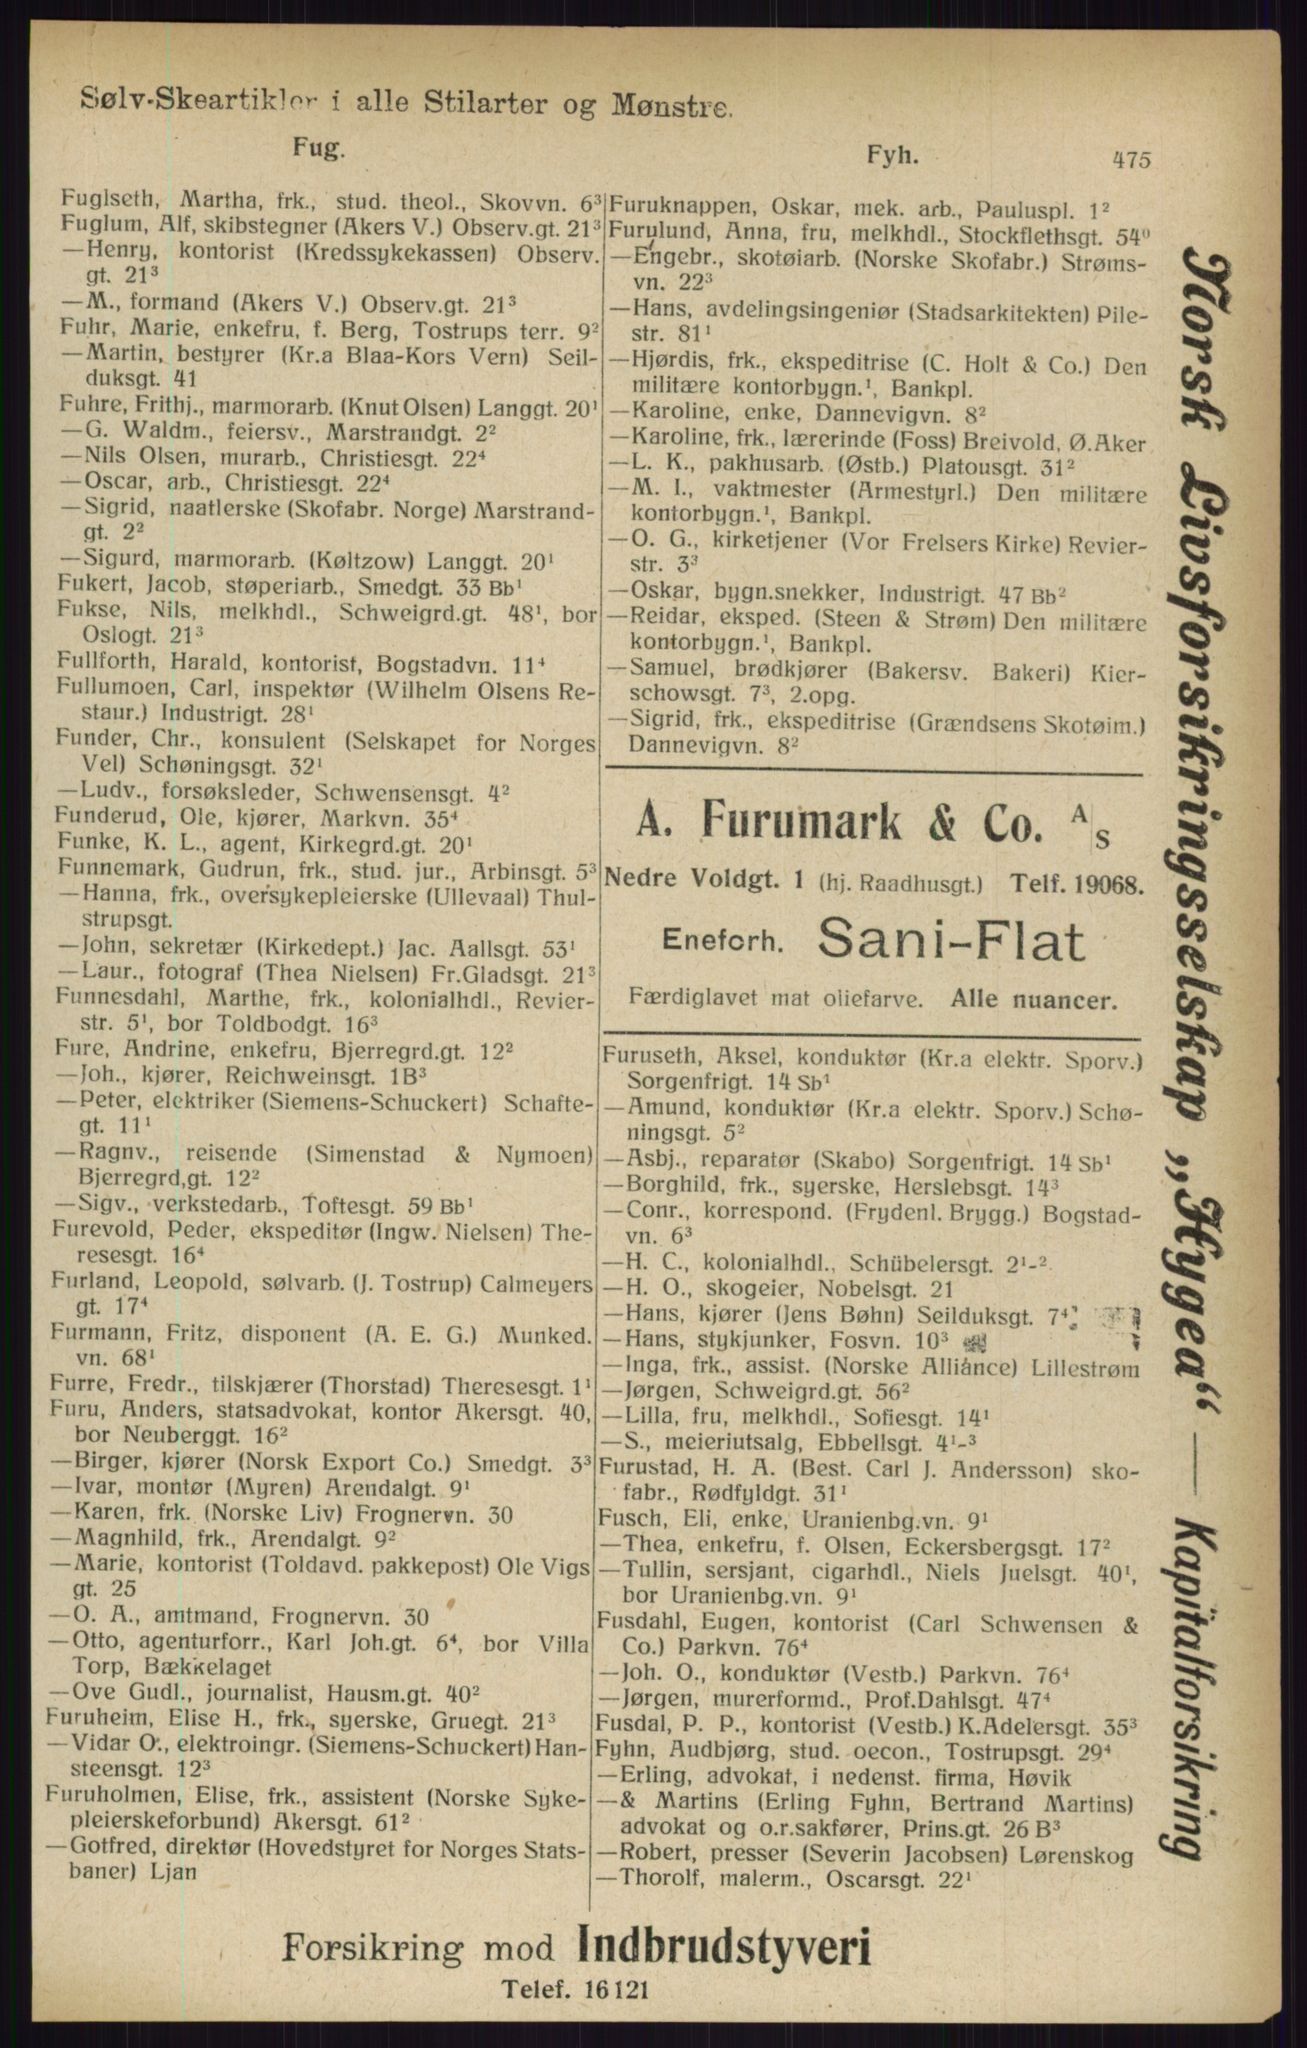 Sølv-Skeartikler i alle Stilarter og Mønstre.
Fug.
Fyh.
475
Fuglseth, Martha, frk., stud. theol., Skovvn. 6³
Fuglum, Alf, skibstegner (Akers V.) Observ.gt. 21³
—Henry, kontorist (Kredssykekassen) Observ.
gt. 21³
—M., formand (Akers V.) Observ.gt. 21³
Fuhr, Marie, enkefru, f. Berg, Tostrups terr. 9²
—Martin, bestyrer (Kr.a Blaa-Kors Vern) Seil-
duksgt. 41
Fuhre, Frithj., marmorarb. (Knut Olsen) Langgt. 20¹
—G. Waldm., feiersv., Marstrandgt. 2²
—Nils Olsen, murarb., Christiesgt. 22⁴
—Oscar, arb., Christiesgt. 22⁴
—Sigrid, naatlerske (Skofabr. Norge) Marstrand-
gt. 2²
—Sigurd, marmorarb. (Køltzow) Langgt. 20¹
Fukert, Jacob, støperiarb., Smedgt. 33 Bb¹
Fukse, Nils, melkhdl., Schweigrd.gt. 48¹, bor
Oslogt. 21³
Fullforth, Harald, kontorist, Bogstadvn. 11⁴
Fullumoen, Carl, inspektør (Wilhelm Olsens Re-
staur.) Industrigt. 28¹
Funder, Chr., konsulent (Selskapet for Norges
Vel) Schøningsgt. 32¹
—Ludv., forsøksleder, Schwensensgt. 4²
Funderud, Ole, kjører, Markvn. 35⁴
Funke, K. L., agent, Kirkegrd.gt. 20¹
Funnemark, Gudrun, frk., stud. jur., Arbinsgt. 5³
—Hanna, frk., oversykepleierske (Ullevaal) Thul-
strupsgt.
—John, sekretær (Kirkedept.) Jac. Aallsgt. 53¹
—Laur., fotograf (Thea Nielsen) Fr.Gladsgt. 21³
Funnesdahl, Marthe, frk., kolonialhdl., Revier-
str. 5¹, bor Toldbodgt. 16³
Fure, Andrine, enkefru, Bjerregrd.gt. 12²
—Joh., kjører, Reichweinsgt. 1B³
—Peter, elektriker (Siemens-Schuckert) Schafte-
gt. 11¹
—Ragnv., reisende (Simenstad & Nymoen)
Bjerregrd,gt. 12²
—Sigv., verkstedarb., Toftesgt. 59 Bb¹
Furevold, Peder, ekspeditør (Ingw. Nielsen) The-
resesgt. 16⁴
Furland, Leopold, sølvarb. (J. Tostrup) Calmeyers
gt. 17⁴
Furmann, Fritz, disponent (A. E. G.) Munked.
vn. 68¹
Furre, Fredr., tilskjærer (Thorstad) Theresesgt. 1¹
Furu, Anders, statsadvokat, kontor Akersgt. 40,
bor Neuberggt. 16²
—Birger, kjører (Norsk Export Co.) Smedgt. 3³
—Ivar, montør (Myren) Arendalgt. 9¹
—Karen, frk. (Norske Liv) Frognervn. 30
—Magnhild, frk., Arendalgt. 9²
—Marie, kontorist (Toldavd. pakkepost) Ole Vigs
gt. 25
—O. A., amtmand, Frognervn. 30
—Otto, agenturforr., Karl Joh.gt. 6⁴, bor Villa
Torp, Bækkelaget
—Ove Gudl., journalist, Hausm.gt. 40²
Furuheim, Elise H., frk., syerske, Gruegt. 21³
—Vidar O., elektroingr. (Siemens-Schuckert) Han-
steensgt. 12³
Furuholmen, Elise, frk., assistent (Norske Syke-
pleierskeforbund) Akersgt. 61²
—Gotfred, direktør (Hovedstyret for Norges Stats-
baner) Ljan
Furuknappen, Oskar, mek. arb., Pauluspl. 1²
Furulund, Anna, fru, melkhdl., Stockflethsgt. 54⁰
—Engebr., skotøiarb. (Norske Skofabr.) Strøms-
vn. 22³
—Hans, avdelingsingeniør (Stadsarkitekten) Pile-
str. 81¹
—Hjørdis, frk., ekspeditrise (C. Holt & Co.) Den
militære kontorbygn.¹, Bankpl.
—Karoline, enke, Dannevigvn. 8²
—Karoline, frk., lærerinde (Foss) Breivold, Ø.Aker
—L. K., pakhusarb. (Østb.) Platousgt. 31²
—M. I., vaktmester (Armestyrl.) Den militære
kontorbygn.¹, Bankpl.
—O. G., kirketjener (Vor Frelsers Kirke) Revier-
str. 3³
—Oskar, bygn.snekker, Industrigt. 47 Bb²
—Reidar, eksped. (Steen & Strøm) Den militære
kontorbygn.¹, Bankpl.
—Samuel, brødkjører (Bakersv. Bakeri) Kier-
schowsgt. 7³, 2.opg.
—Sigrid, frk., ekspeditrise (Grændsens Skotøim.)
Dannevigvn. 8²
A. Furumark & Co. A/S
Nedre Voldgt. 1 (hj. Raadhusgt.) Telf. 19068.
Eneforh. Sani-Flat
Færdiglavet mat oliefarve. Alle nuancer.
Furuseth, Aksel, konduktør (Kr.a elektr. Sporv.)
Sorgenfrigt. 14 Sb¹
—Amund, konduktør (Kr.a elektr. Sporv.) Schø-
ningsgt. 5²
—Asbj., reparatør (Skabo) Sorgenfrigt. 14 Sb¹
—Borghild, frk., syerske, Herslebsgt. 14³
—Conr., korrespond. (Frydenl. Brygg.) Bogstad-
vn. 6³
—H. C., kolonialhdl., Schübelersgt. 2¹-²
—H. O., skogeier, Nobelsgt. 21
—Hans, kjører (Jens Bøhn) Seilduksgt. 7⁴
—Hans, stykjunker, Fosvn. 10³
—Inga, frk., assist. (Norske Alliance) Lillestrøm
—Jørgen, Schweigrd.gt. 56²
—Lilla, fru, melkhdl., Sofiesgt. 14¹
—S., meieriutsalg, Ebbellsgt. 4¹-³
Furustad, H. A. (Best. Carl J. Andersson) sko-
fabr., Rødfyldgt. 31¹
Fusch, Eli, enke, Uranienbg.vn. 9¹
—Thea, enkefru, f. Olsen, Eckersbergsgt. 17²
—Tullin, sersjant, cigarhdl., Niels Juelsgt. 40¹,
bor Uranienbg.vn. 9¹
Fusdahl, Eugen, kontorist (Carl Schwensen &
Co.) Parkvn. 76⁴
—Joh. O., konduktør (Vestb.) Parkvn. 76⁴
—Jørgen, murerformd., Prof.Dahlsgt. 47⁴
Fusdal, P. P., kontorist (Vestb.) K.Adelersgt. 35³
Fyhn, Audbjørg, stud. oecon., Tostrupsgt. 29⁴
—Erling, advokat, i nedenst. firma, Høvik
—& Martins (Erling Fyhn, Bertrand Martins)
advokat og o.r.sakfører, Prins.gt. 26 B³
—Robert, presser (Severin Jacobsen) Lørenskog
—Thorolf, malerm., Oscarsgt. 22¹
Norsk Livsforsikringsselskap „Hygea“ — Kapitalforsikring
Forsikring mod Indbrudstyveri
Telef. 16121